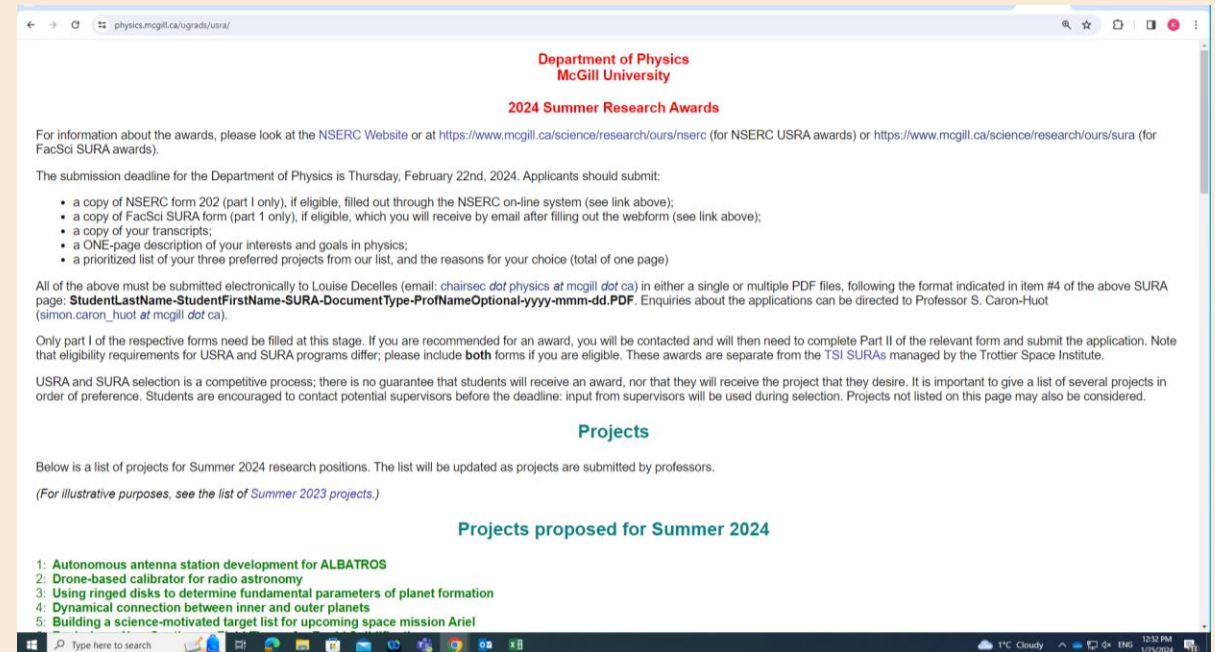 physics.mcgill.ca/ugrads/usra/
Department of Physics
McGill University
2024 Summer Research Awards
For information about the awards, please look at the NSERC Website or at https://www.mcgill.ca/science/research/ours/nserc (for NSERC USRA awards) or https://www.mcgill.ca/science/research/ours/sura (for
FacSci SURA awards).
The submission deadline for the Department of Physics is Thursday, February 22nd, 2024. Applicants should submit:
• a copy of NSERC form 202 (part I only), if eligible, filled out through the NSERC on-line system (see link above);
• a copy of FacSci SURA form (part 1 only), if eligible, which you will receive by email after filling out the webform (see link above);
• a copy of your transcripts;
• a ONE-page description of your interests and goals in physics;
• a prioritized list of your three preferred projects from our list, and the reasons for your choice (total of one page)
All of the above must be submitted electronically to Louise Decelles (email: chairsec dot physics at mcgill dot ca) in either a single or multiple PDF files, following the format indicated in item #4 of the above SURA
page: StudentLastName-StudentFirstName-SURA-DocumentType-ProfNameOptional-yyyy-mmm-dd.PDF. Enquiries about the applications can be directed to Professor S. Caron-Huot
(simon.caron_huot at mcgill dot ca).
Only part I of the respective forms need be filled at this stage. If you are recommended for an award, you will be contacted and will then need to complete Part II of the relevant form and submit the application. Note
that eligibility requirements for USRA and SURA programs differ; please include both forms if you are eligible. These awards are separate from the TSI SURAs managed by the Trottier Space Institute.
USRA and SURA selection is a competitive process; there is no guarantee that students will receive an award, nor that they will receive the project that they desire. It is important to give a list of several projects in
order of preference. Students are encouraged to contact potential supervisors before the deadline: input from supervisors will be used during selection. Projects not listed on this page may also be considered.
Projects
Below is a list of projects for Summer 2024 research positions. The list will be updated as projects are submitted by professors.
(For illustrative purposes, see the list of Summer 2023 projects.)
Projects proposed for Summer 2024
1: Autonomous antenna station development for ALBATROS
2: Drone-based calibrator for radio astronomy
3: Using ringed disks to determine fundamental parameters of planet formation
4: Dynamical connection between inner and outer planets
5: Building a science-motivated target list for upcoming space mission Ariel
Type here to search
1°C Cloudy
ENG
12:52 PM
1/25/2024